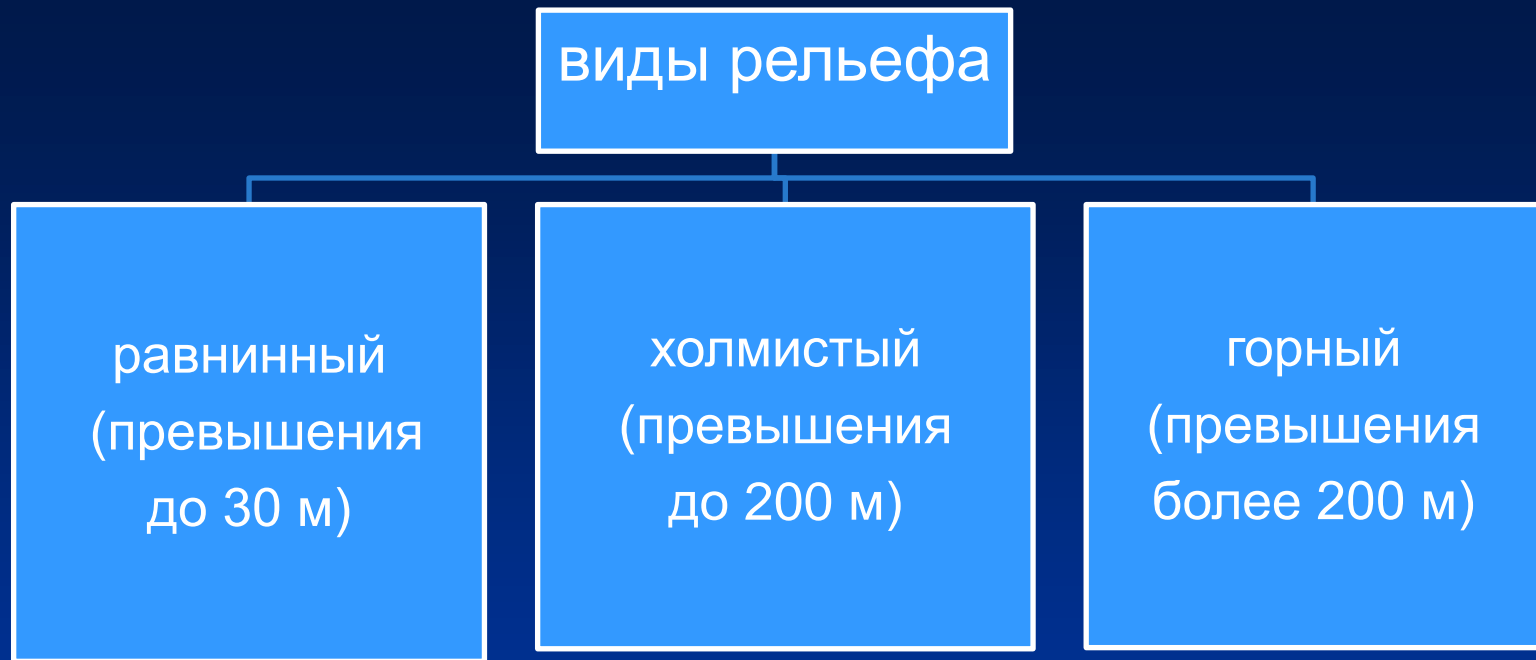 виды рельефа
равнинный
(превышения
до 30 м)
холмистый
(превышения
до 200 м)
горный
(превышения
более 200 м)